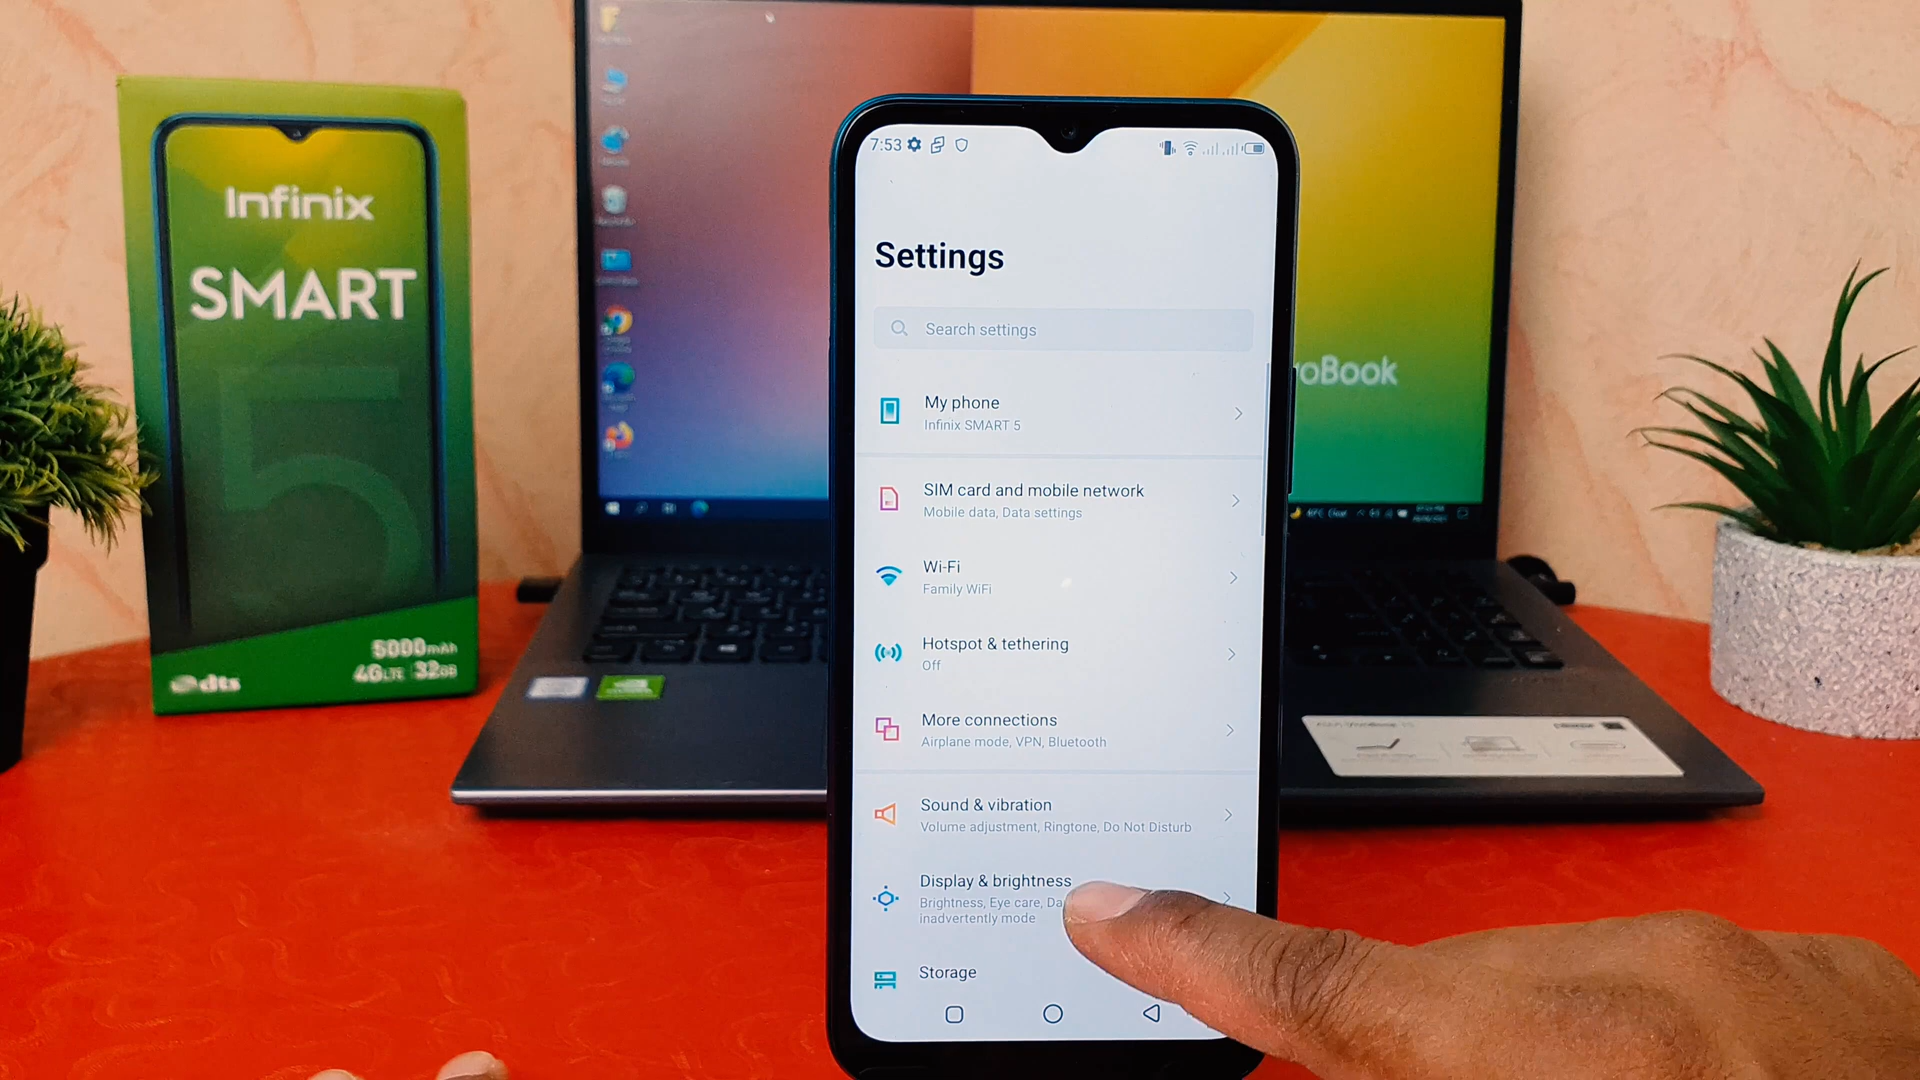 Infinix
SMART
5
5000mAh
4GLTE 32GB
dts
7:53
Settings
Search settings
My phone
Infinix SMART 5
SIM card and mobile network
Mobile data, Data settings
Wi-Fi
Family WiFi
Hotspot & tethering
Off
More connections
Airplane mode, VPN, Bluetooth
Sound & vibration
Volume adjustment, Ringtone, Do Not Disturb
Display & brightness
Brightness, Eye care, Da
inadvertently mode
Storage
oBook